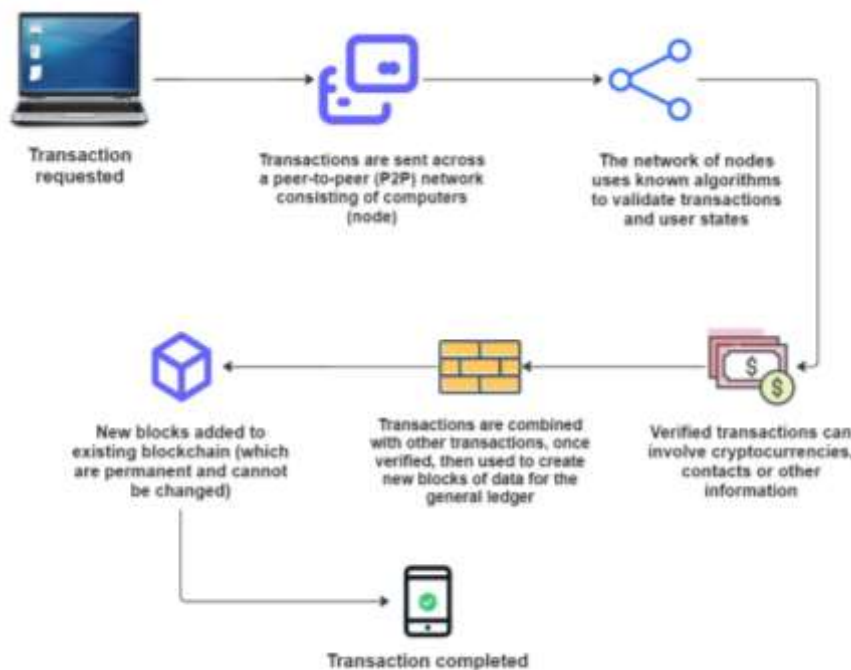 Transaction
requested
Transactions are sent across
a peer-to-peer (P2P) network
consisting of computers
(node)
The network of nodes
uses known algorithms
to validate transactions
and user states
New blocks added to
existing blockchain (which
are permanent and cannot
be changed)
Transactions are combined
with other transactions, once
verified, then used to create
new blocks of data for the
general ledger
Verified transactions can
involve cryptocurrencies,
contacts or other
information
Transaction completed